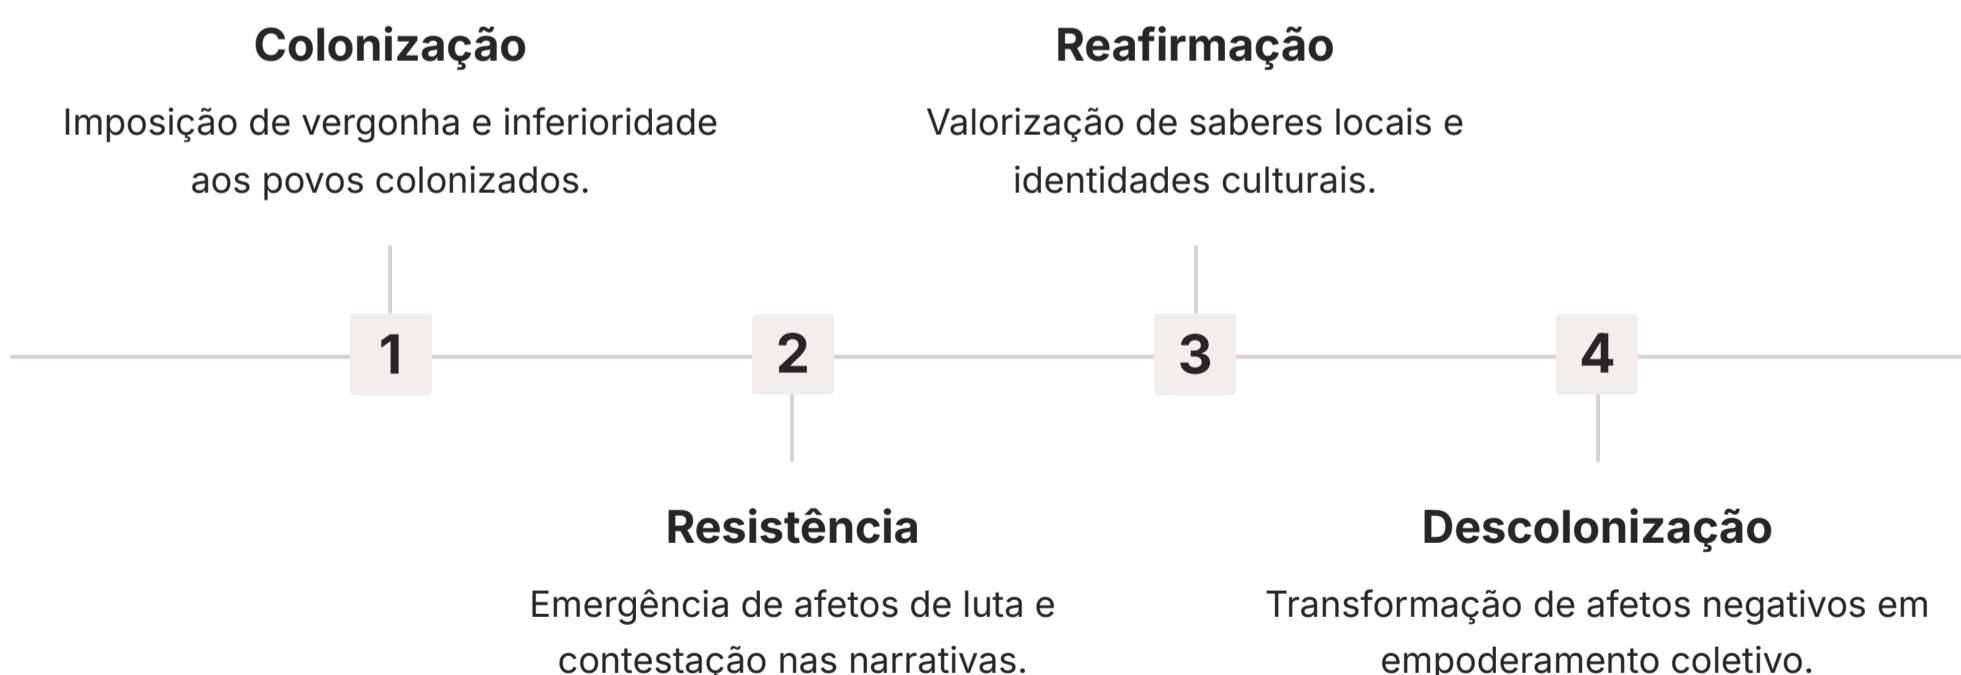 Colonização
Imposição de vergonha e inferioridade
aos povos colonizados.
Reafirmação
Valorização de saberes locais e
identidades culturais.
1
2
3
4
Resistência
Emergência de afetos de luta e
contestação nas narrativas.
Descolonização
Transformação de afetos negativos em
empoderamento coletivo.